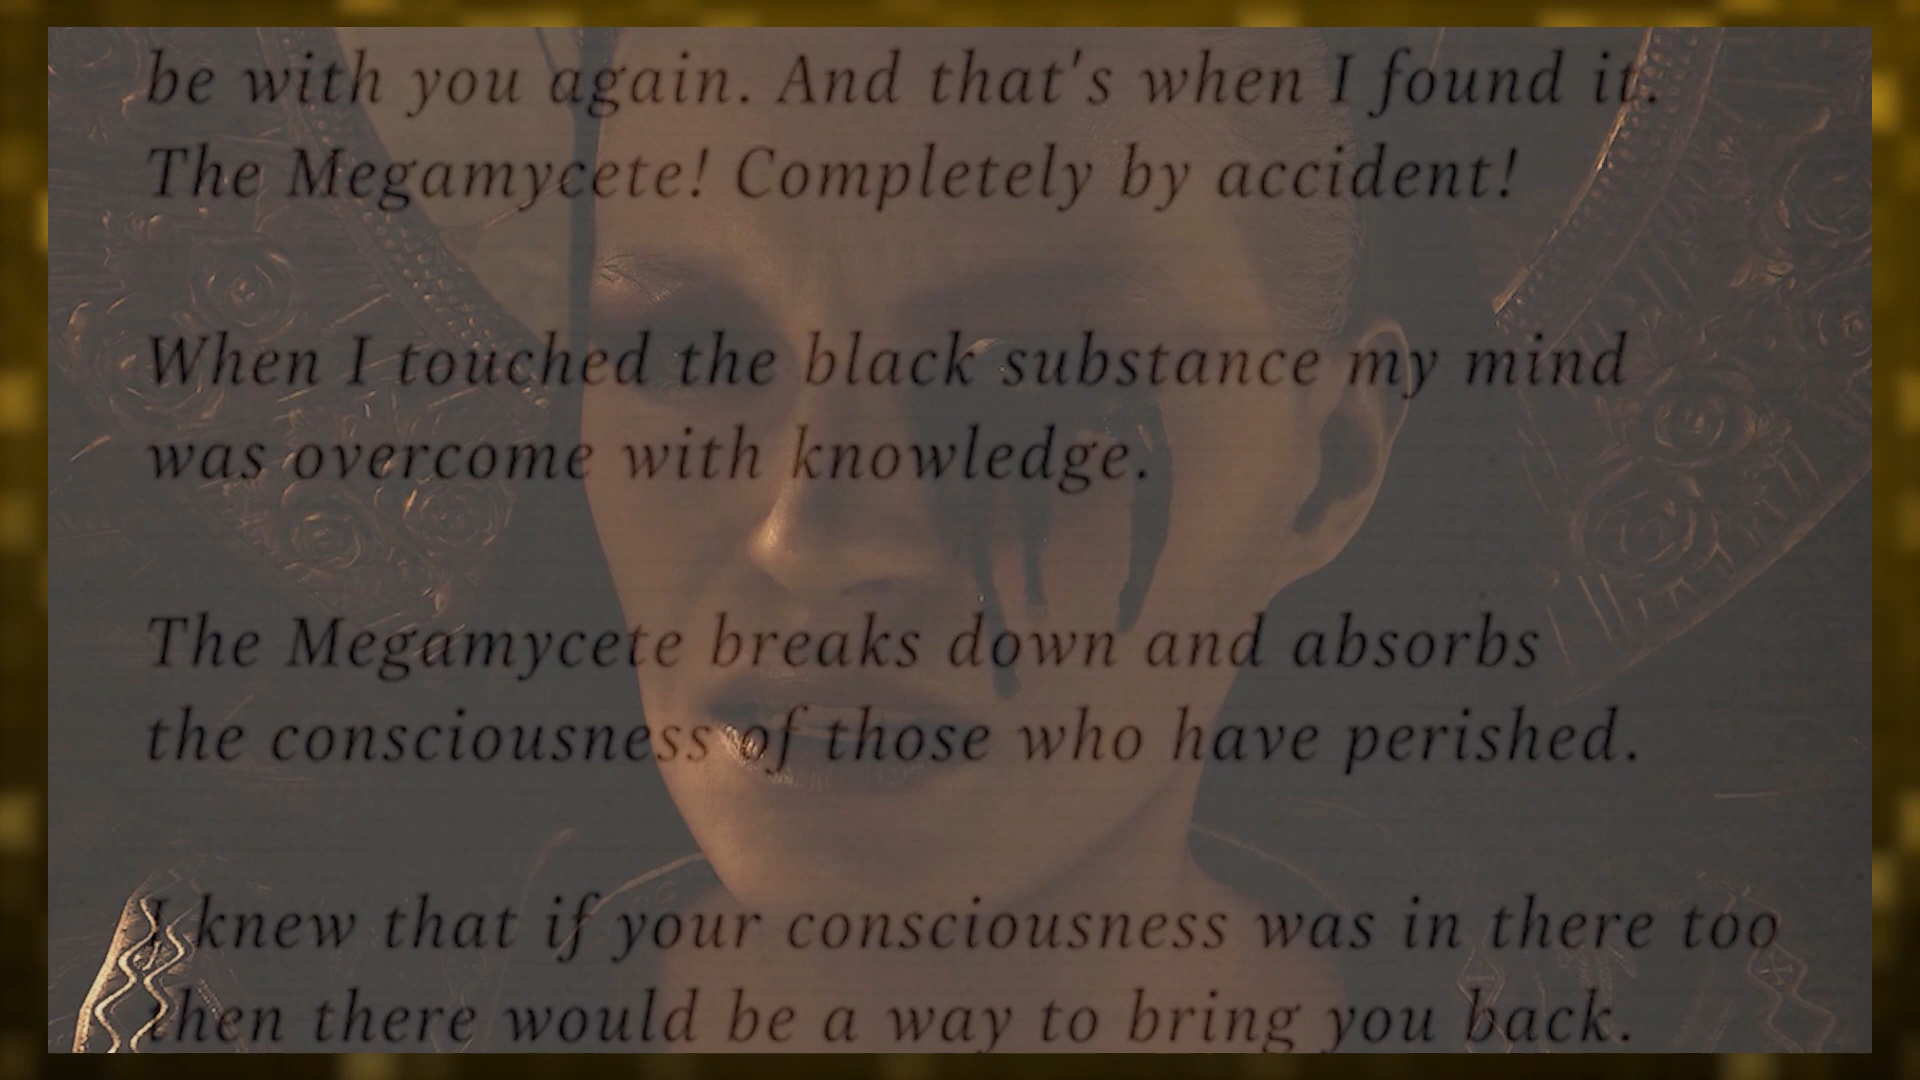 be with you again. And that's when I found it.
The Megamycete! Completely by accident!
When I touched the black substance my mind
was overcome with knowledge.
The Megamycete breaks down and absorbs
the consciousness of those who have perished.
I knew that if your consciousness was in there too
then there would be a way to bring you back.